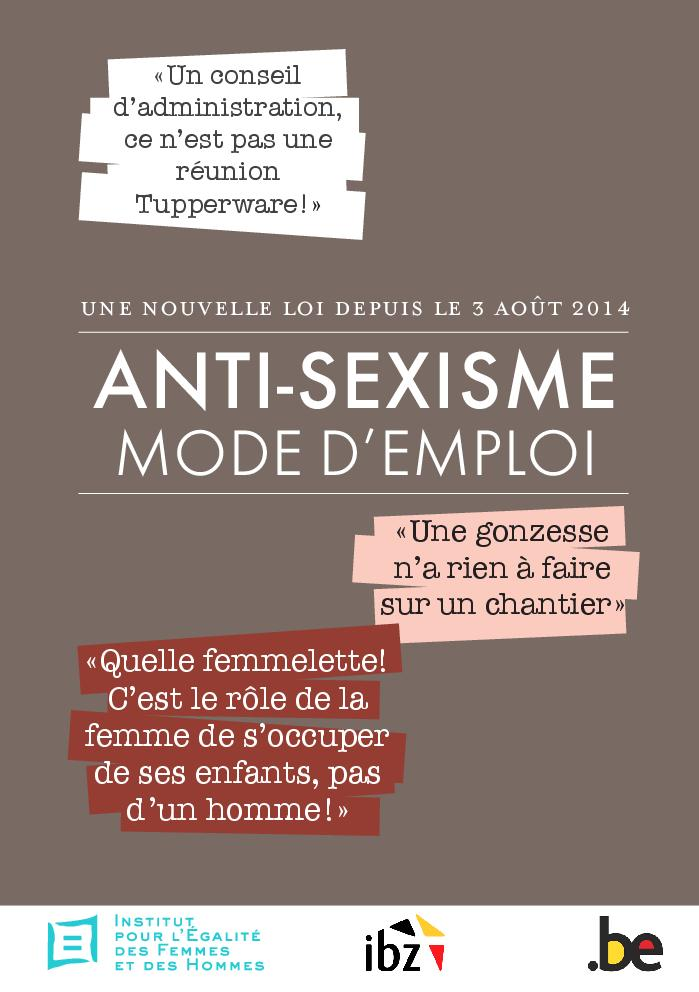 «Un conseil
d'administration,
ce n'est pas une
réunion
Tupperware!»
UNE NOUVELLE LOI DEPUIS LE 3 AOÛT 2014
ANTI-SEXISME
MODE D'EMPLOI
«Une gonzesse
n'a rien à faire
sur un chantier»
«Quelle femmelette!
C'est le rôle de la
femme de s'occuper
de ses enfants, pas
d'un homme!»
INSTITUT
POUR L'ÉGALITÉ
DES FEMMES
ET DES HOMMES
ibz
.be